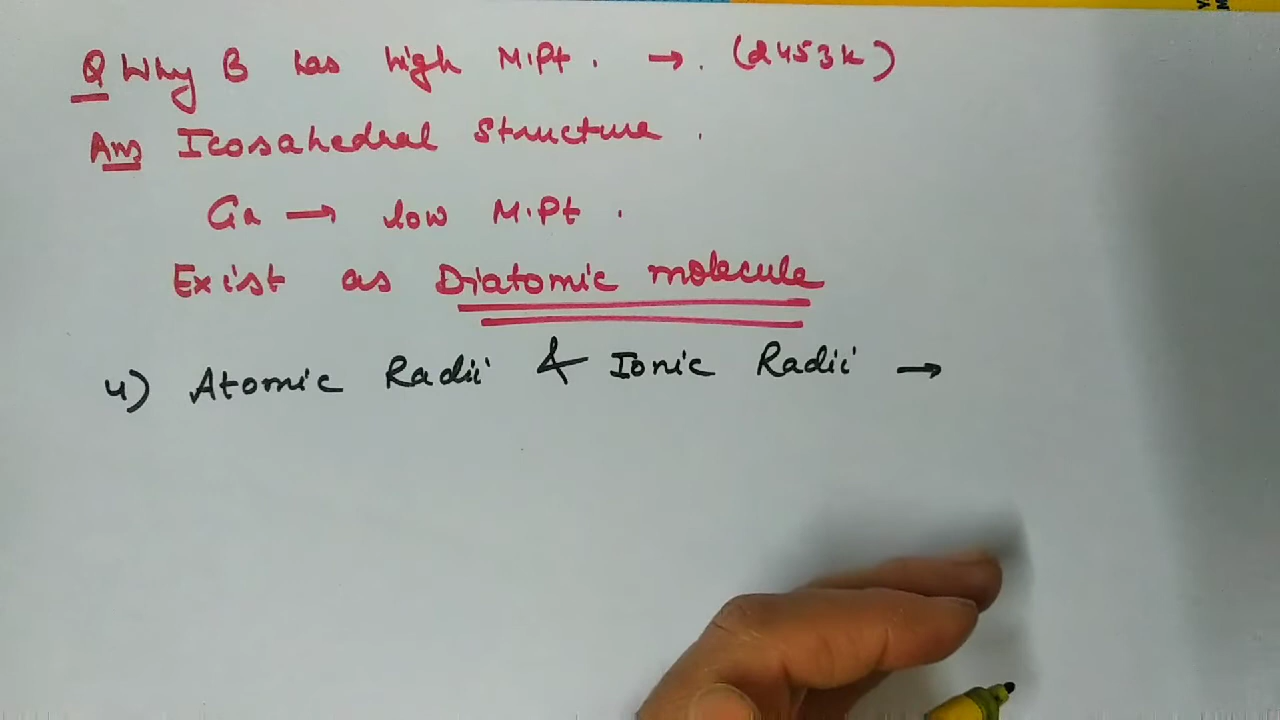 Q Why B has high M.Pt. → (2453K)
Ans Icosahedral Structure.
Ga → low M.Pt.
Exist as Diatomic molecule
4) Atomic Radii & Ionic Radii →